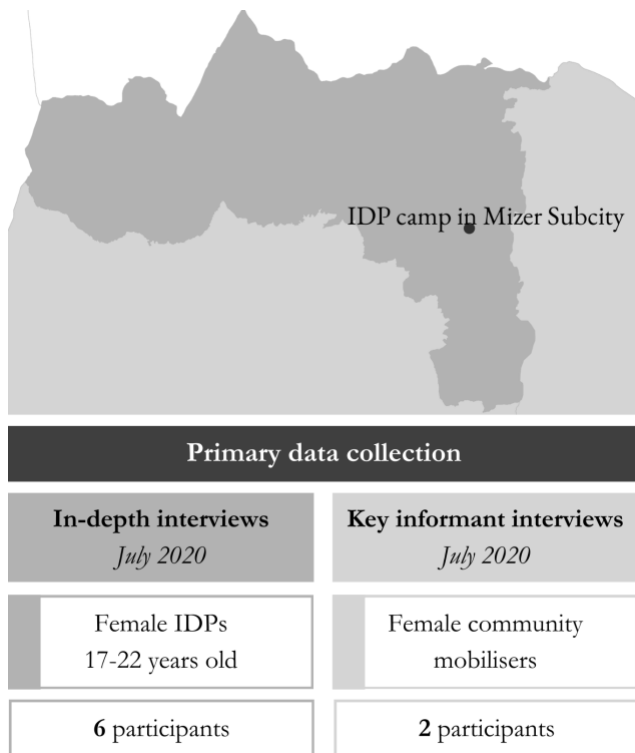 IDP camp in Mizer Subcity
Primary data collection
In-depth interviews
July 2020
Key informant interviews
July 2020
Female IDPs
17-22 years old
Female community
mobilisers
6 participants
2 participants